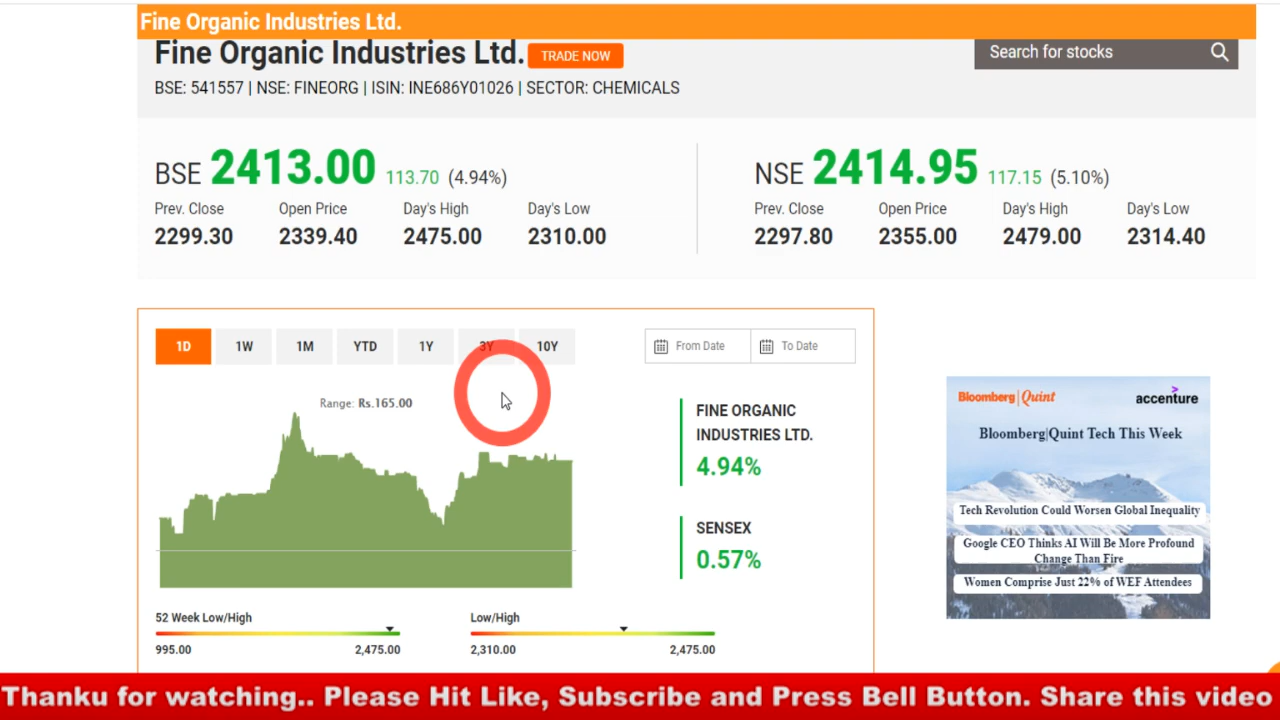 Fine Organic Industries Ltd.
Fine Organic Industries Ltd. TRADE NOW
Search for stocks
BSE: 541557 | NSE: FINEORG | ISIN: INE686Y01026 | SECTOR: CHEMICALS
BSE 2413.00 113.70 (4.94%)
Prev. Close Open Price Day's High Day's Low
2299.30 2339.40 2475.00 2310.00
NSE 2414.95 117.15 (5.10%)
Prev. Close Open Price Day's High Day's Low
2297.80 2355.00 2479.00 2314.40
1D 1W 1M YTD 1Y 3Y 10Y
From Date To Date
Range: Rs.165.00
FINE ORGANIC
INDUSTRIES LTD.
4.94%
SENSEX
0.57%
52 Week Low/High
995.00 2,475.00
Low/High
2,310.00 2,475.00
Bloomberg|Quint accenture
Bloomberg|Quint Tech This Week
Tech Revolution Could Worsen Global Inequality
Google CEO Thinks AI Will Be More Profound
Change Than Fire
Women Comprise Just 22% of WEF Attendees
Thanku for watching.. Please Hit Like, Subscribe and Press Bell Button. Share this video